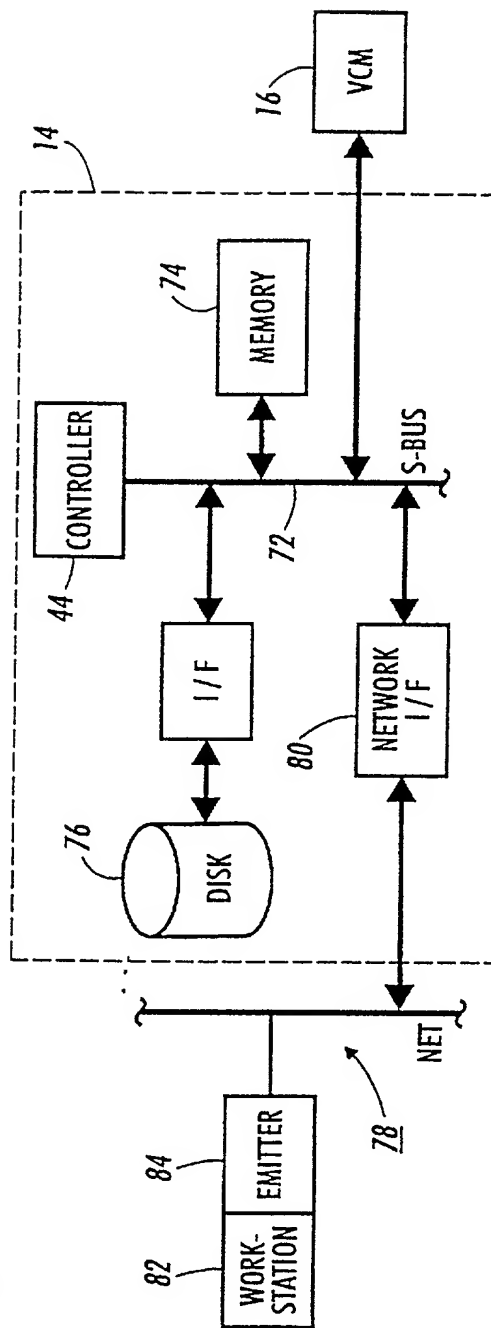 14
CONTROLLER
44
16
VCM
74
MEMORY
76
DISK
I/F
72
S-BUS
80
NETWORK
I/F
82
84
WORK-
STATION
EMITTER
NET
78